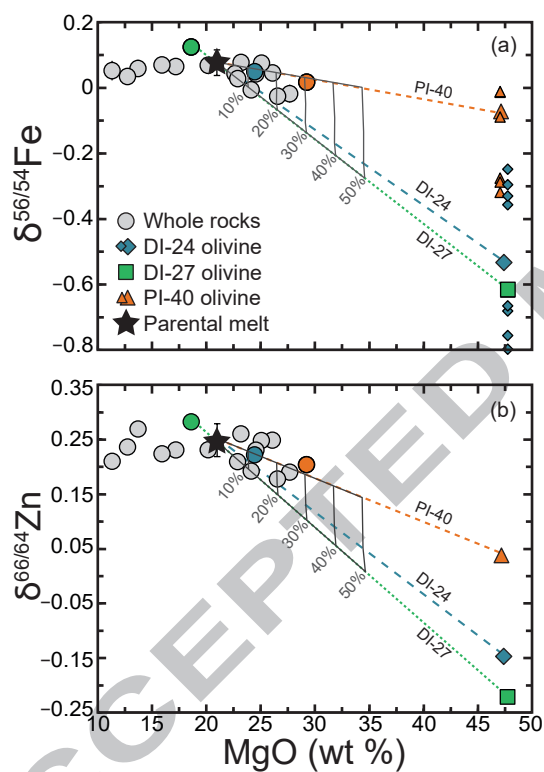 (a)
0.2
0
−0.2
−0.4
−0.6
−0.8
δ56/54Fe
PI-40
DI-24
DI-27
10%
20%
30%
40%
50%
Whole rocks
DI-24 olivine
DI-27 olivine
PI-40 olivine
Parental melt
(b)
0.35
0.25
0.15
0.05
−0.05
−0.15
−0.25
δ66/64Zn
PI-40
DI-24
DI-27
10%
20%
30%
40%
50%
10 15 20 25 30 35 40 45 50
MgO (wt %)